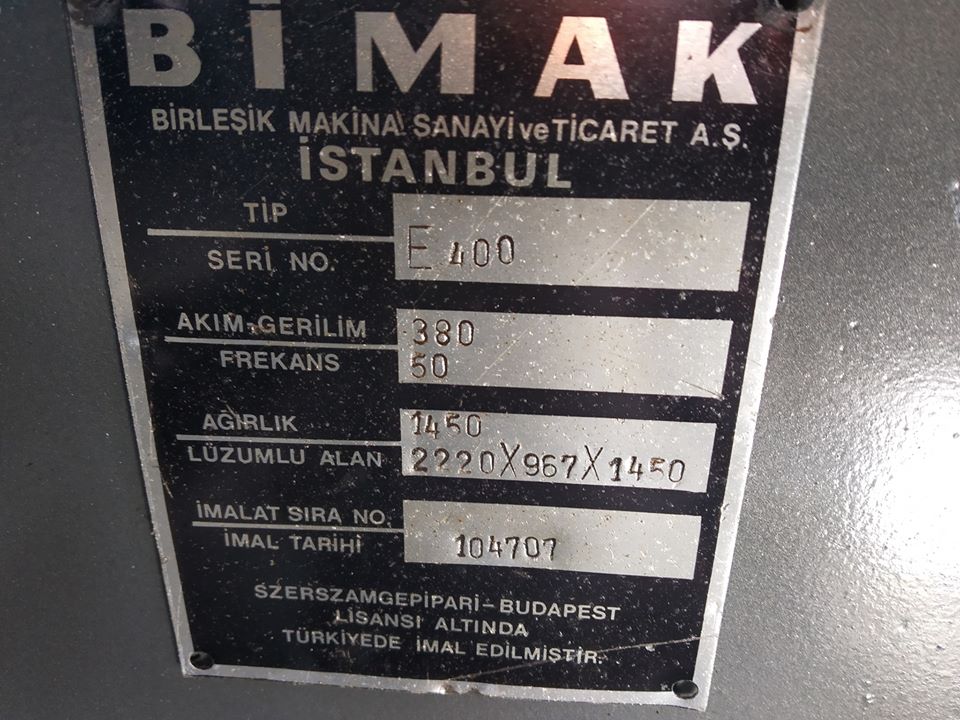 BİMAK
BİRLEŞİK MAKİNA SANAYİ ve TİCARET A.Ş.
İSTANBUL
TİP
SERİ NO.
E 400
AKIM-GERİLİM 380
FREKANS 50
AĞIRLIK 1450
LÜZUMLU ALAN 2220X967X1450
İMALAT SIRA NO.
İMAL TARİHİ 104707
SZERSZAMGEPIPARI-BUDAPEST
LİSANSI ALTINDA
TÜRKİYEDE İMAL EDİLMİŞTİR.